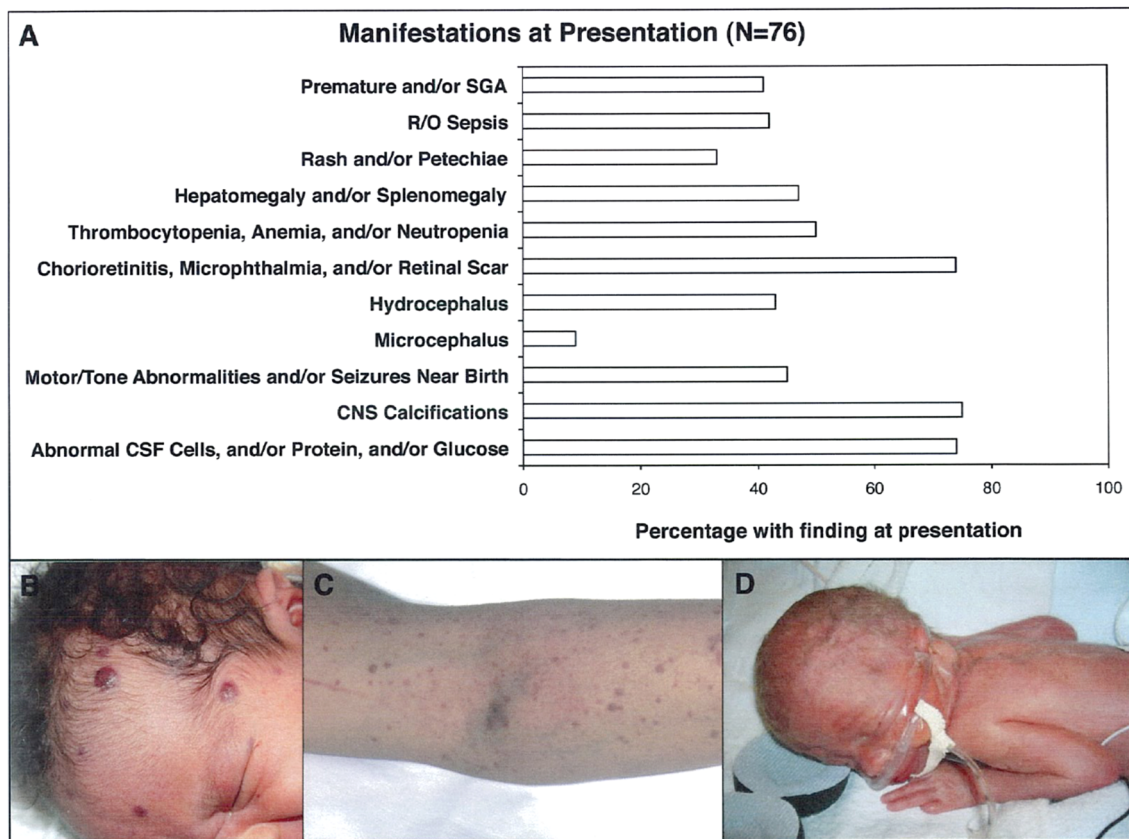 A
Manifestations at Presentation (N=76)
Premature and/or SGA
R/O Sepsis
Rash and/or Petechiae
Hepatomegaly and/or Splenomegaly
Thrombocytopenia, Anemia, and/or Neutropenia
Chorioretinitis, Microphthalmia, and/or Retinal Scar
Hydrocephalus
Microcephalus
Motor/Tone Abnormalities and/or Seizures Near Birth
CNS Calcifications
Abnormal CSF Cells, and/or Protein, and/or Glucose
0 20 40 60 80 100
Percentage with finding at presentation
B C D